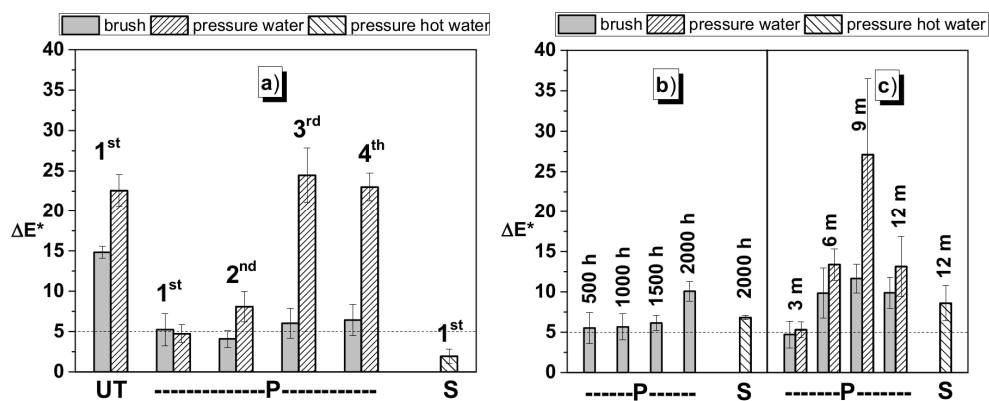 brush pressure water pressure hot water
a)
40
35
30
25
20
15
10
5
0
ΔE*
1st
1st
2nd
3rd
4th
1st
UT ------------P------------ S
brush pressure water pressure hot water
b)
c)
40
35
30
25
20
15
10
5
0
ΔE*
500 h
1000 h
1500 h
2000 h
2000 h
3 m
6 m
9 m
12 m
12 m
------P------- S -------P------- S